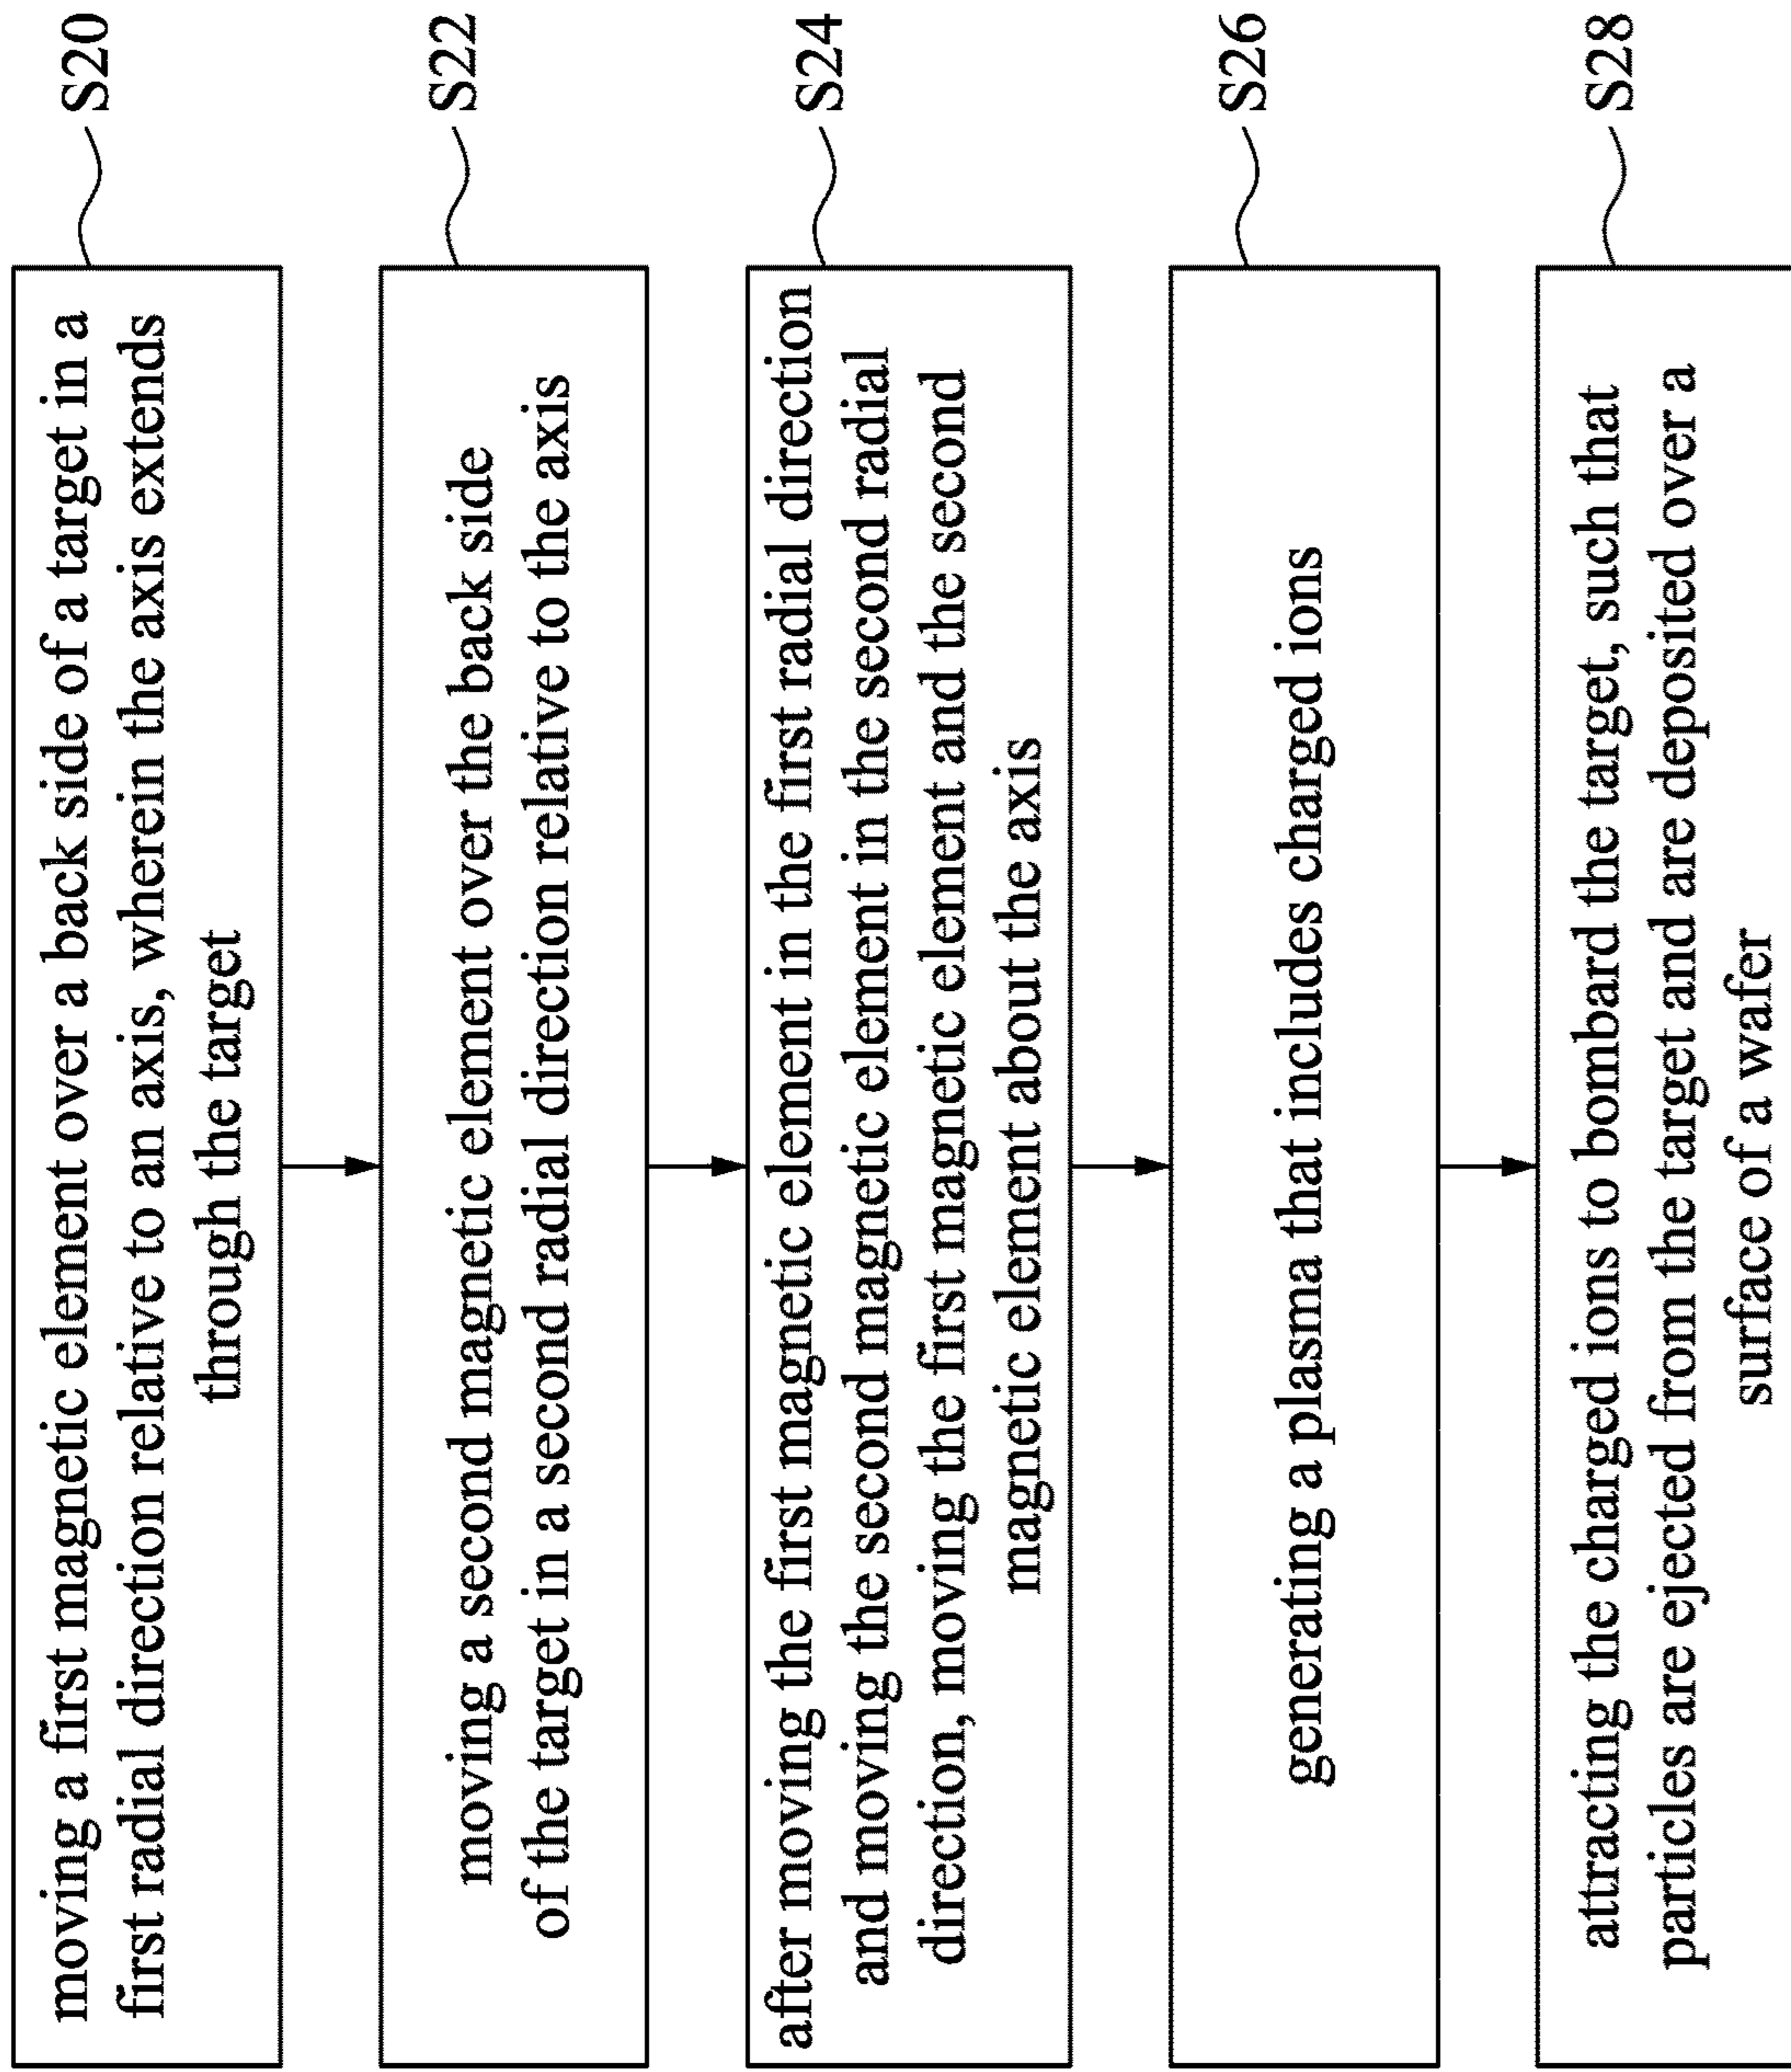 moving a first magnetic element over a back side of a target in a
first radial direction relative to an axis, wherein the axis extends
through the target
S20
moving a second magnetic element over the back side
of the target in a second radial direction relative to the axis
S22
after moving the first magnetic element in the first radial direction
and moving the second magnetic element in the second radial
direction, moving the first magnetic element and the second
magnetic element about the axis
S24
generating a plasma that includes charged ions
S26
attracting the charged ions to bombard the target, such that
particles are ejected from the target and are deposited over a
surface of a wafer
S28